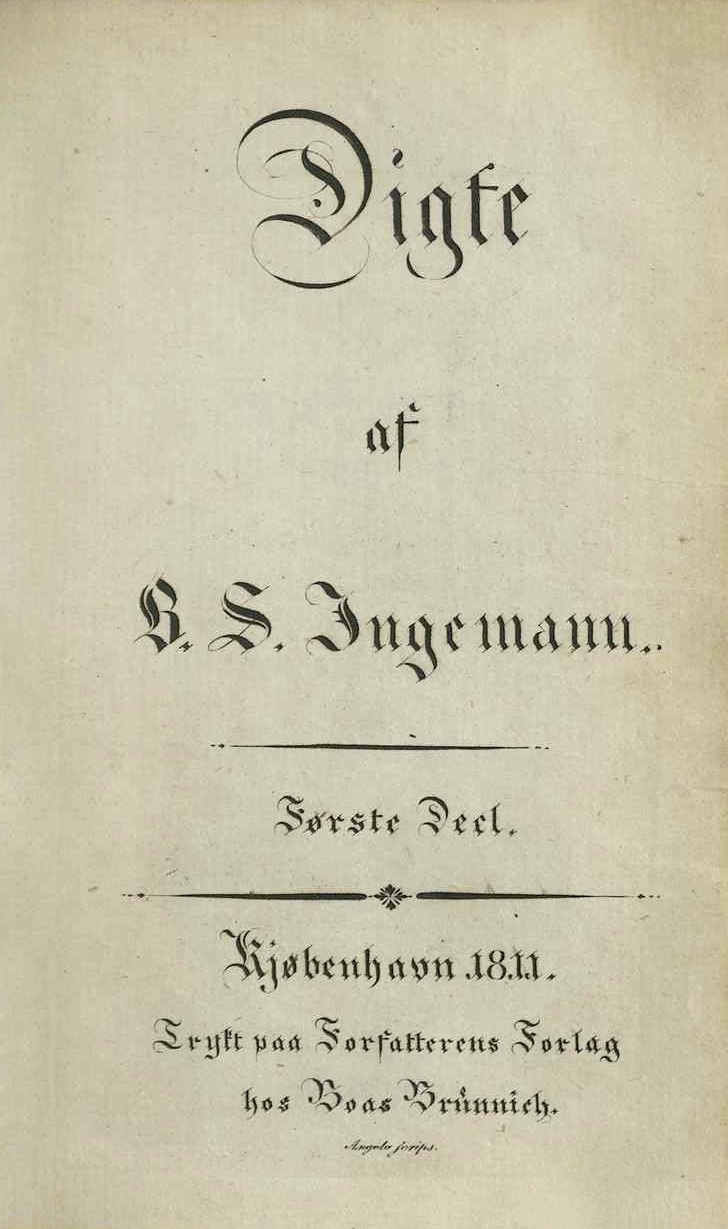 Digte
af
B. S. Ingemann.
Første Deel.
Kjøbenhavn 1811.
Trykt paa Forfatterens Forlag
hos Boas Brünnich.
Angelo scrips.